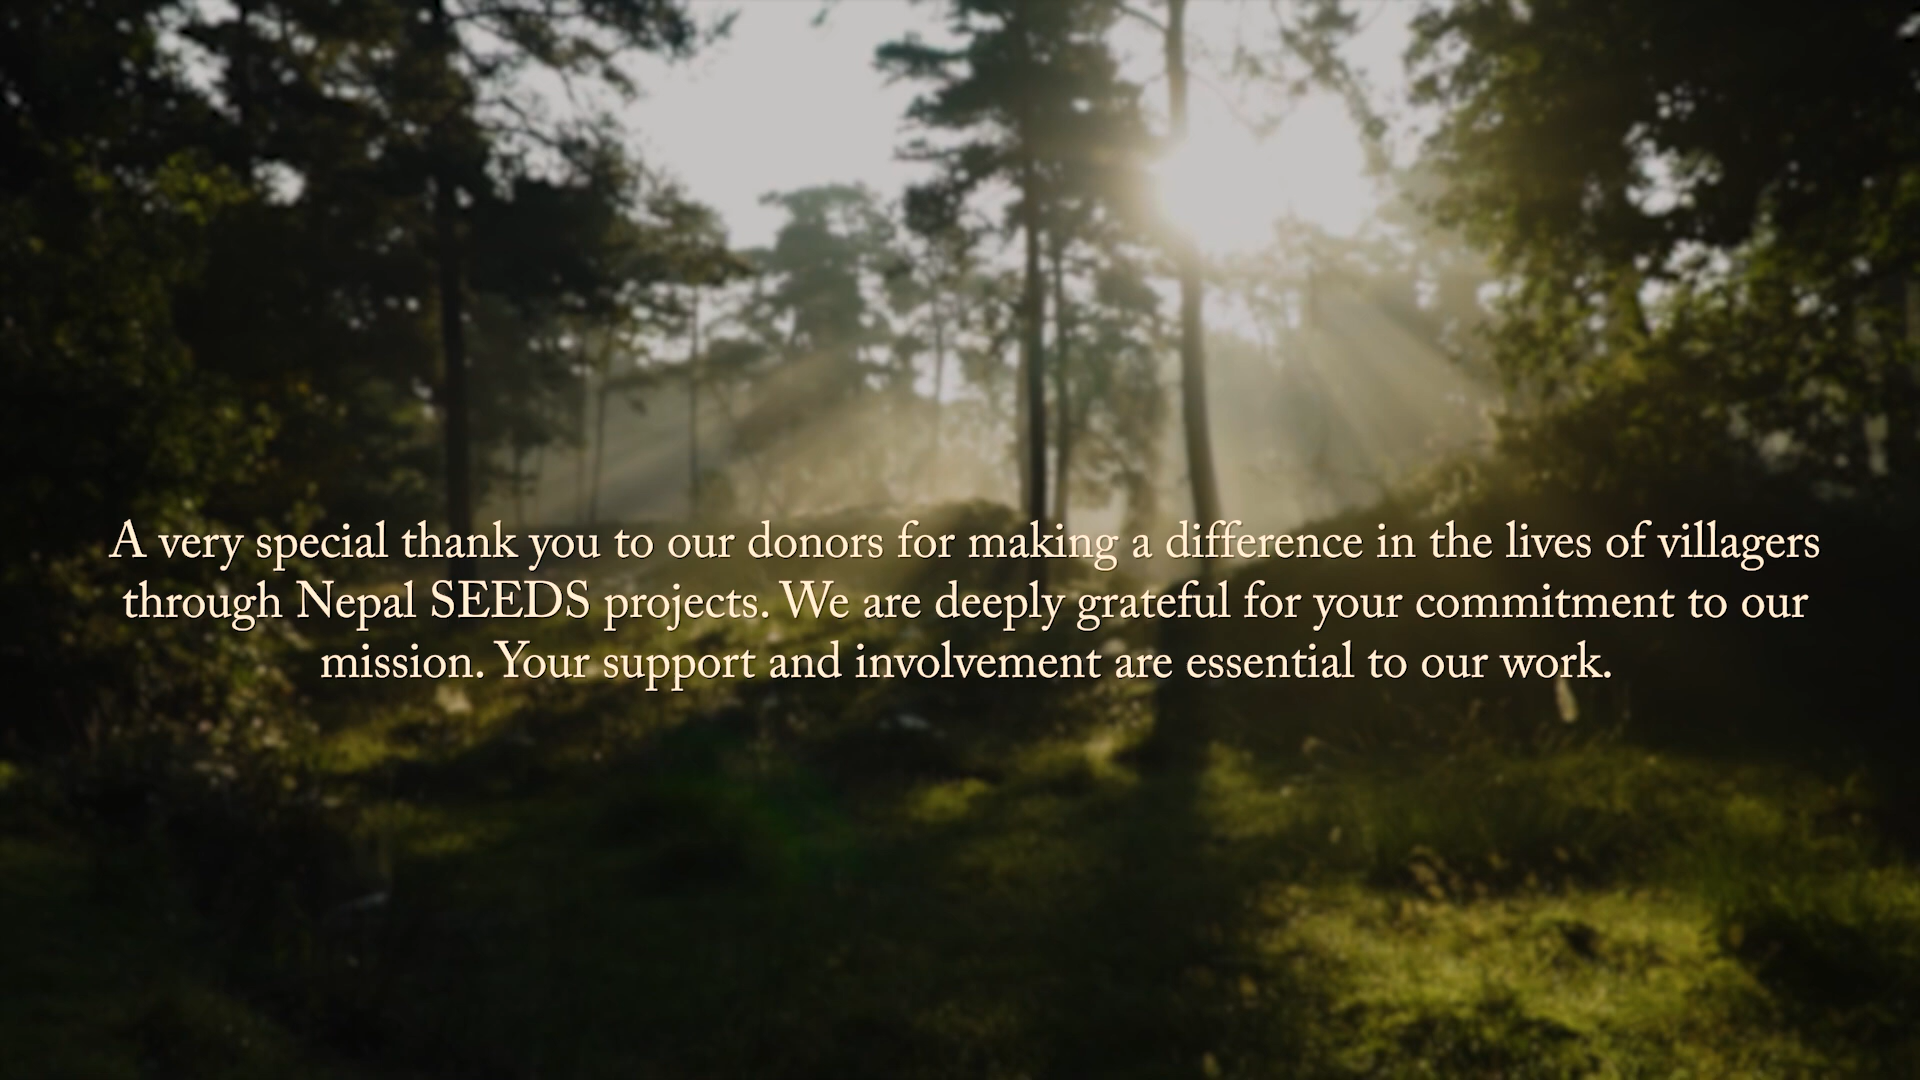 A very special thank you to our donors for making a difference in the lives of villagers
through Nepal SEEDS projects. We are deeply grateful for your commitment to our
mission. Your support and involvement are essential to our work.